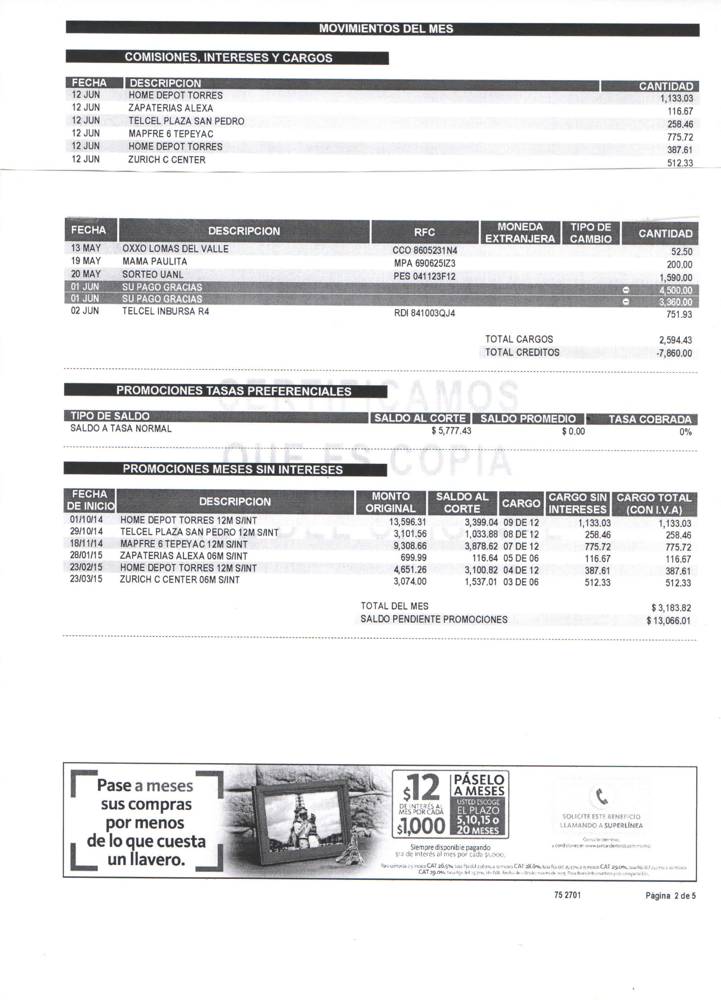 MOVIMIENTOS DEL MES
COMISIONES, INTERESES Y CARGOS
FECHA DESCRIPCION CANTIDAD
12 JUN HOME DEPOT TORRES 1,133.03
12 JUN ZAPATERIAS ALEXA 116.67
12 JUN TELCEL PLAZA SAN PEDRO 258.46
12 JUN MAPFRE 6 TEPEYAC 775.72
12 JUN HOME DEPOT TORRES 387.61
12 JUN ZURICH C CENTER 512.33
FECHA DESCRIPCION RFC MONEDA EXTRANJERA TIPO DE CAMBIO CANTIDAD
13 MAY OXXO LOMAS DEL VALLE CCO 8605231N4 52.50
19 MAY MAMA PAULITA MPA 690625IZ3 200.00
20 MAY SORTEO UANL PES 041123F12 1,590.00
01 JUN SU PAGO GRACIAS - 4,500.00
01 JUN SU PAGO GRACIAS - 3,360.00
02 JUN TELCEL INBURSA R4 RDI 841003QJ4 751.93
TOTAL CARGOS 2,594.43
TOTAL CREDITOS -7,860.00
CERTIFICAMOS
PROMOCIONES TASAS PREFERENCIALES
TIPO DE SALDO SALDO AL CORTE SALDO PROMEDIO TASA COBRADA
SALDO A TASA NORMAL $ 5,777.43 $ 0.00 0%
QUE ES COPIA
PROMOCIONES MESES SIN INTERESES
FECHA DE INICIO DESCRIPCION MONTO ORIGINAL SALDO AL CORTE CARGO CARGO SIN INTERESES CARGO TOTAL (CON I.V.A)
01/10/14 HOME DEPOT TORRES 12M S/INT 13,596.31 3,399.04 09 DE 12 1,133.03 1,133.03
29/10/14 TELCEL PLAZA SAN PEDRO 12M S/INT 3,101.56 1,033.88 08 DE 12 258.46 258.46
18/11/14 MAPFRE 6 TEPEYAC 12M S/INT 9,308.66 3,878.62 07 DE 12 775.72 775.72
28/01/15 ZAPATERIAS ALEXA 06M S/INT 699.99 116.64 05 DE 06 116.67 116.67
23/02/15 HOME DEPOT TORRES 12M S/INT 4,651.26 3,100.82 04 DE 12 387.61 387.61
23/03/15 ZURICH C CENTER 06M S/INT 3,074.00 1,537.01 03 DE 06 512.33 512.33
TOTAL DEL MES $ 3,183.82
SALDO PENDIENTE PROMOCIONES $ 13,066.01
Pase a meses
sus compras
por menos
de lo que cuesta
un llavero.
$12
DE INTERÉS AL
MES POR CADA
$1,000
PÁSELO
A MESES
USTED ESCOGE
EL PLAZO
5,10,15 o
20 MESES
Siempre disponible pagando
$12 de interés al mes por cada $1,000.
SOLICITE ESTE BENEFICIO
LLAMANDO A SUPERLÍNEA
Consulte términos
y condiciones en www.santandertwist.com.mx/mci
Para compras a 5 meses CAT 26.5%, tasa fija del 23.69%, a 10 meses CAT 28.6%, tasa fija del 25.37%, a 15 meses CAT 29.0%, tasa fija del a 20 meses
CAT 29.0%, tasa fija del 25.71%, sin IVA. Fecha de cálculo: marzo de 2015. Para fines informativos y de comparación.
75 2701 Página 2 de 5